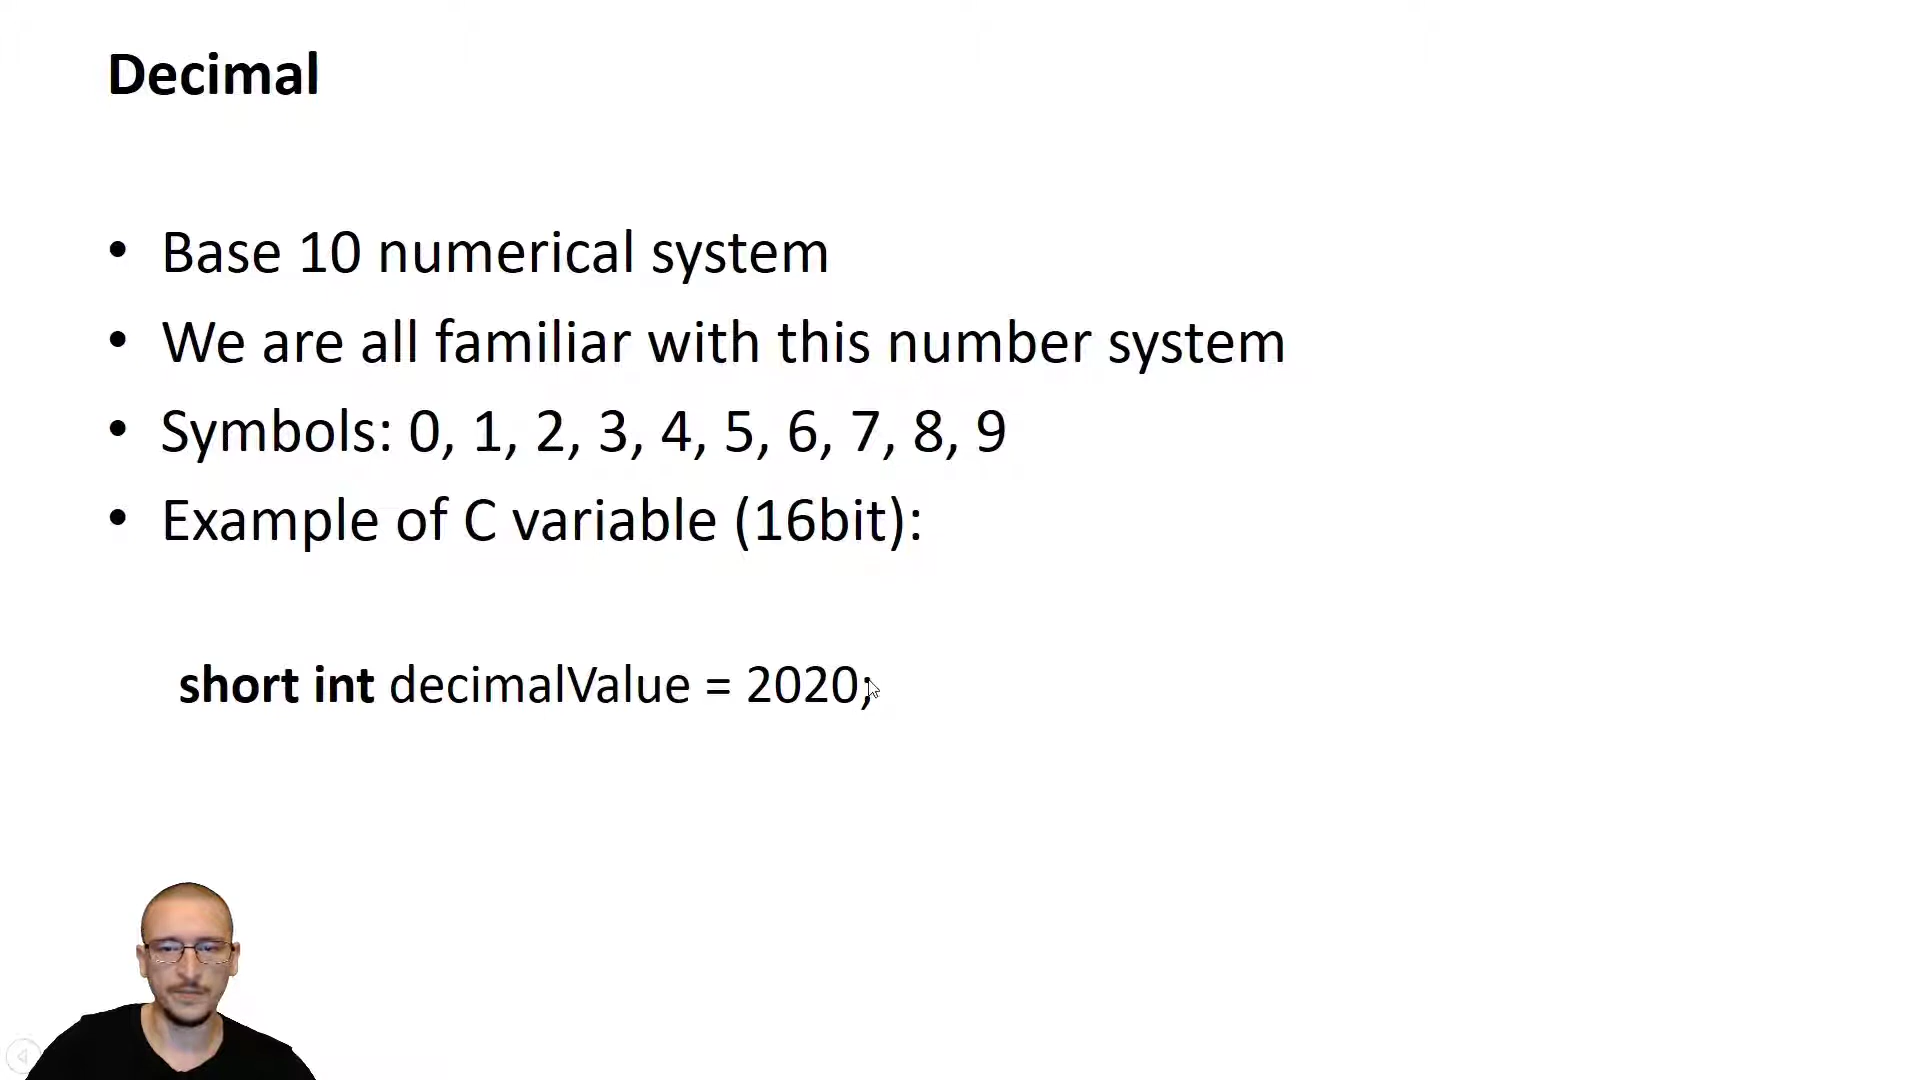 Decimal
• Base 10 numerical system
• We are all familiar with this number system
• Symbols: 0, 1, 2, 3, 4, 5, 6, 7, 8, 9
• Example of C variable (16bit):
short int decimalValue = 2020;